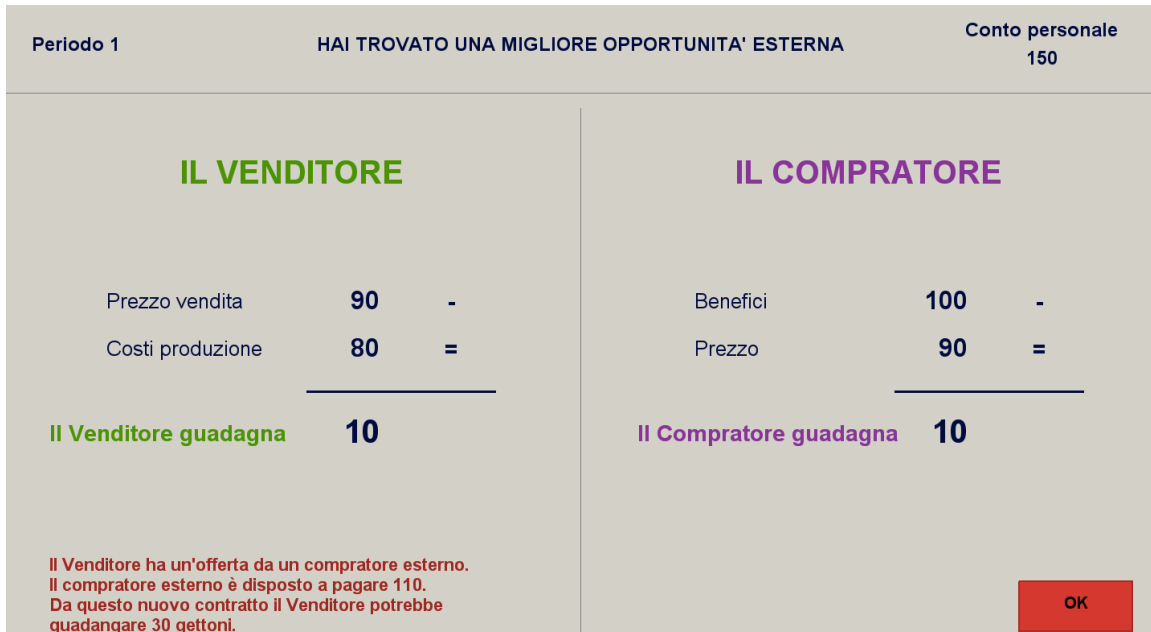 Periodo 1
HAI TROVATO UNA MIGLIORE OPPORTUNITA' ESTERNA
Conto personale
150
IL VENDITORE
Prezzo vendita 90 -
Costi produzione 80 =
Il Venditore guadagna 10
Il Venditore ha un'offerta da un compratore esterno.
Il compratore esterno è disposto a pagare 110.
Da questo nuovo contratto il Venditore potrebbe
quadangare 30 gettoni.
IL COMPRATORE
Benefici 100 -
Prezzo 90 =
Il Compratore guadagna 10
OK